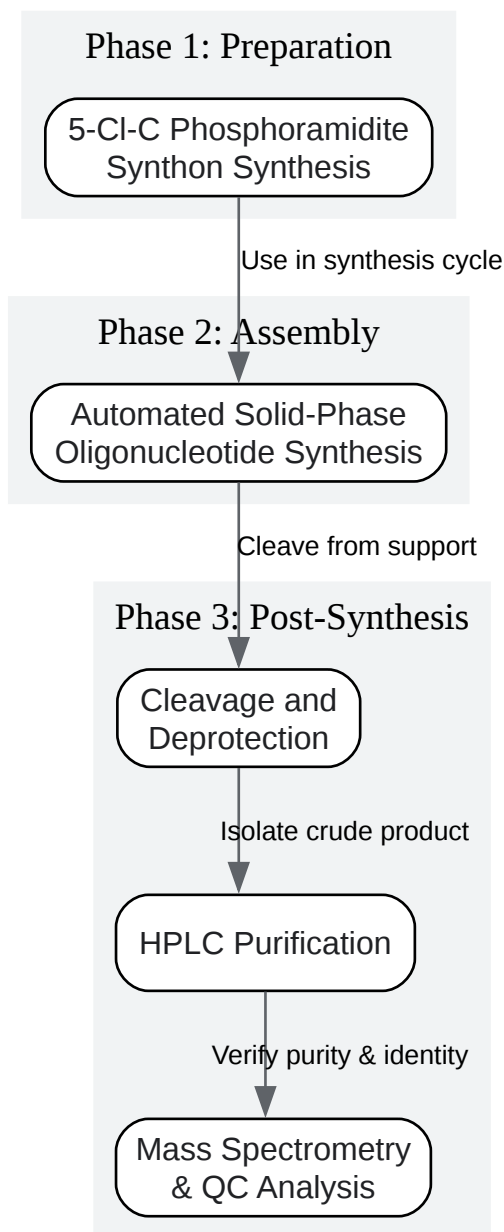 Phase 1: Preparation
5-Cl-C Phosphoramidite
Synthon Synthesis
Use in synthesis cycle
Phase 2: Assembly
Automated Solid-Phase
Oligonucleotide Synthesis
Cleave from support
Phase 3: Post-Synthesis
Cleavage and
Deprotection
Isolate crude product
HPLC Purification
Verify purity & identity
Mass Spectrometry
& QC Analysis